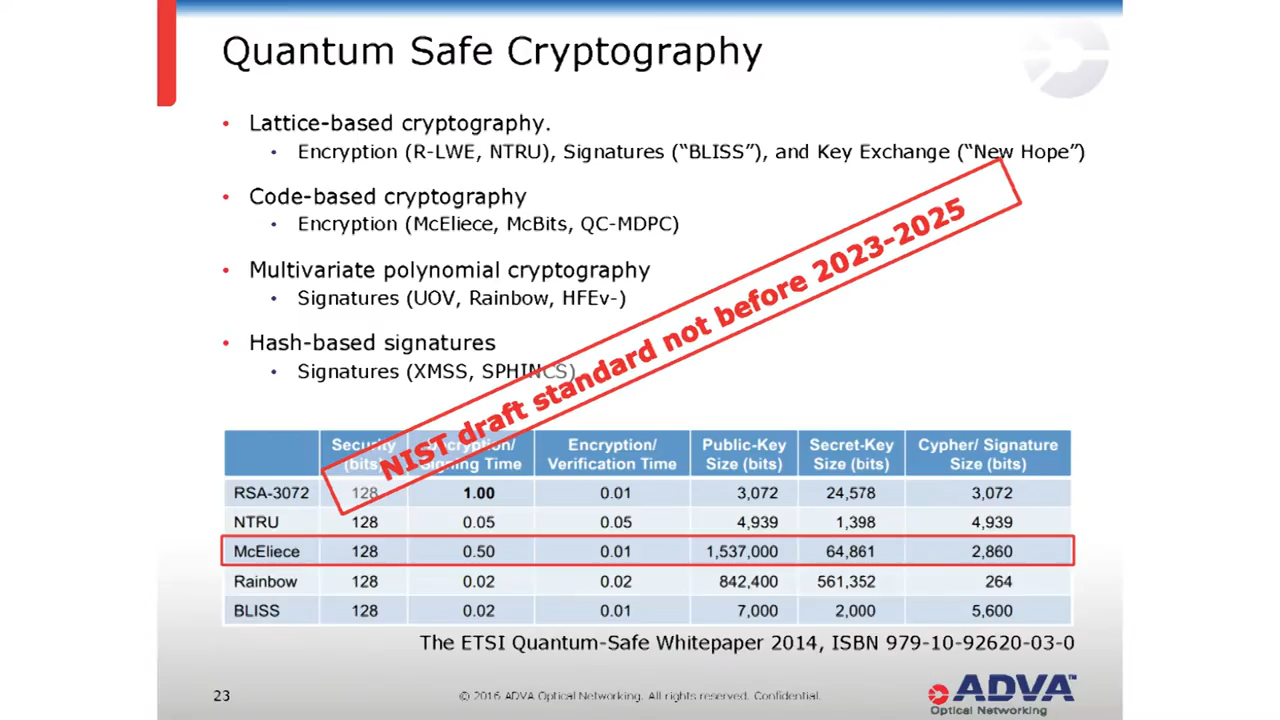 Quantum Safe Cryptography
• Lattice-based cryptography.
• Encryption (R-LWE, NTRU), Signatures (“BLISS”), and Key Exchange (“New Hope”)
• Code-based cryptography
• Encryption (McEliece, McBits, QC-MDPC)
• Multivariate polynomial cryptography
• Signatures (UOV, Rainbow, HFEv-)
• Hash-based signatures
• Signatures (XMSS, SPHINCS)
NIST draft standard not before 2023-2025
Security (bits) Signing Time Encryption/ Verification Time Public-Key Size (bits) Secret-Key Size (bits) Cypher/ Signature Size (bits)
RSA-3072 128 1.00 0.01 3,072 24,578 3,072
NTRU 128 0.05 0.05 4,939 1,398 4,939
McEliece 128 0.50 0.01 1,537,000 64,861 2,860
Rainbow 128 0.02 0.02 842,400 561,352 264
BLISS 128 0.02 0.01 7,000 2,000 5,600
The ETSI Quantum-Safe Whitepaper 2014, ISBN 979-10-92620-03-0
23
© 2016 ADVA Optical Networking. All rights reserved. Confidential.
ADVA™
Optical Networking